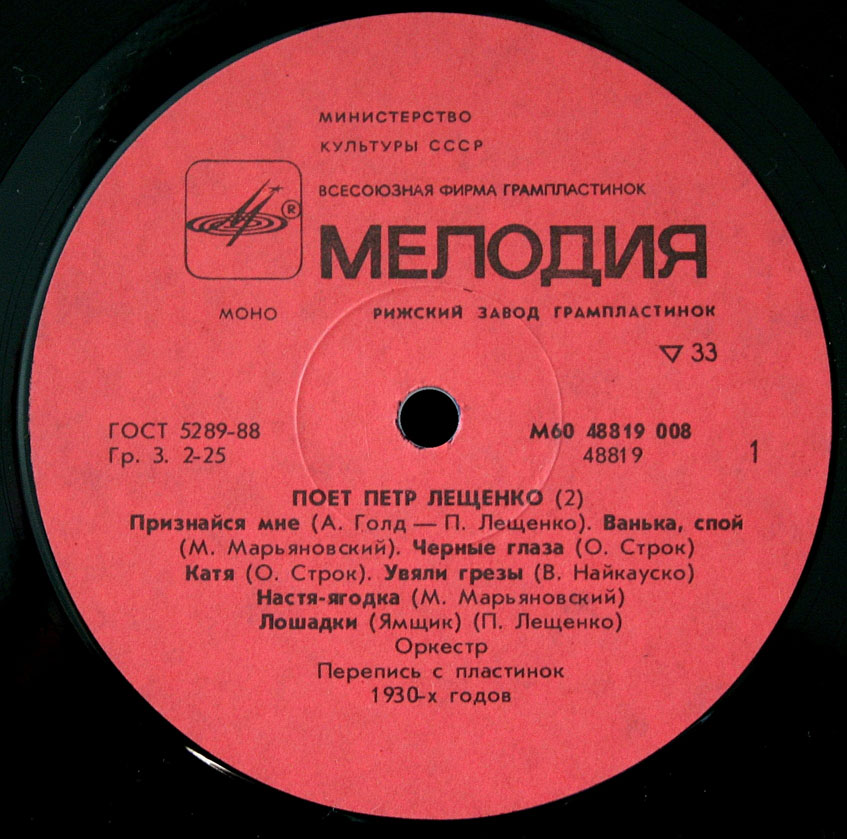 МИНИСТЕРСТВО
КУЛЬТУРЫ СССР
ВСЕСОЮЗНАЯ ФИРМА ГРАМПЛАСТИНОК
®
МЕЛОДИЯ
МОНО РИЖСКИЙ ЗАВОД ГРАМПЛАСТИНОК
▽ 33
ГОСТ 5289-88 М60 48819 008
Гр. 3. 2-25 48819 1
ПОЕТ ПЕТР ЛЕЩЕНКО (2)
Признайся мне (А. Голд — П. Лещенко). Ванька, спой
(М. Марьяновский). Черные глаза (О. Строк)
Катя (О. Строк). Увяли грезы (В. Найкауско)
Настя-ягодка (М. Марьяновский)
Лошадки (Ямщик) (П. Лещенко)
Оркестр
Перепись с пластинок
1930-х годов